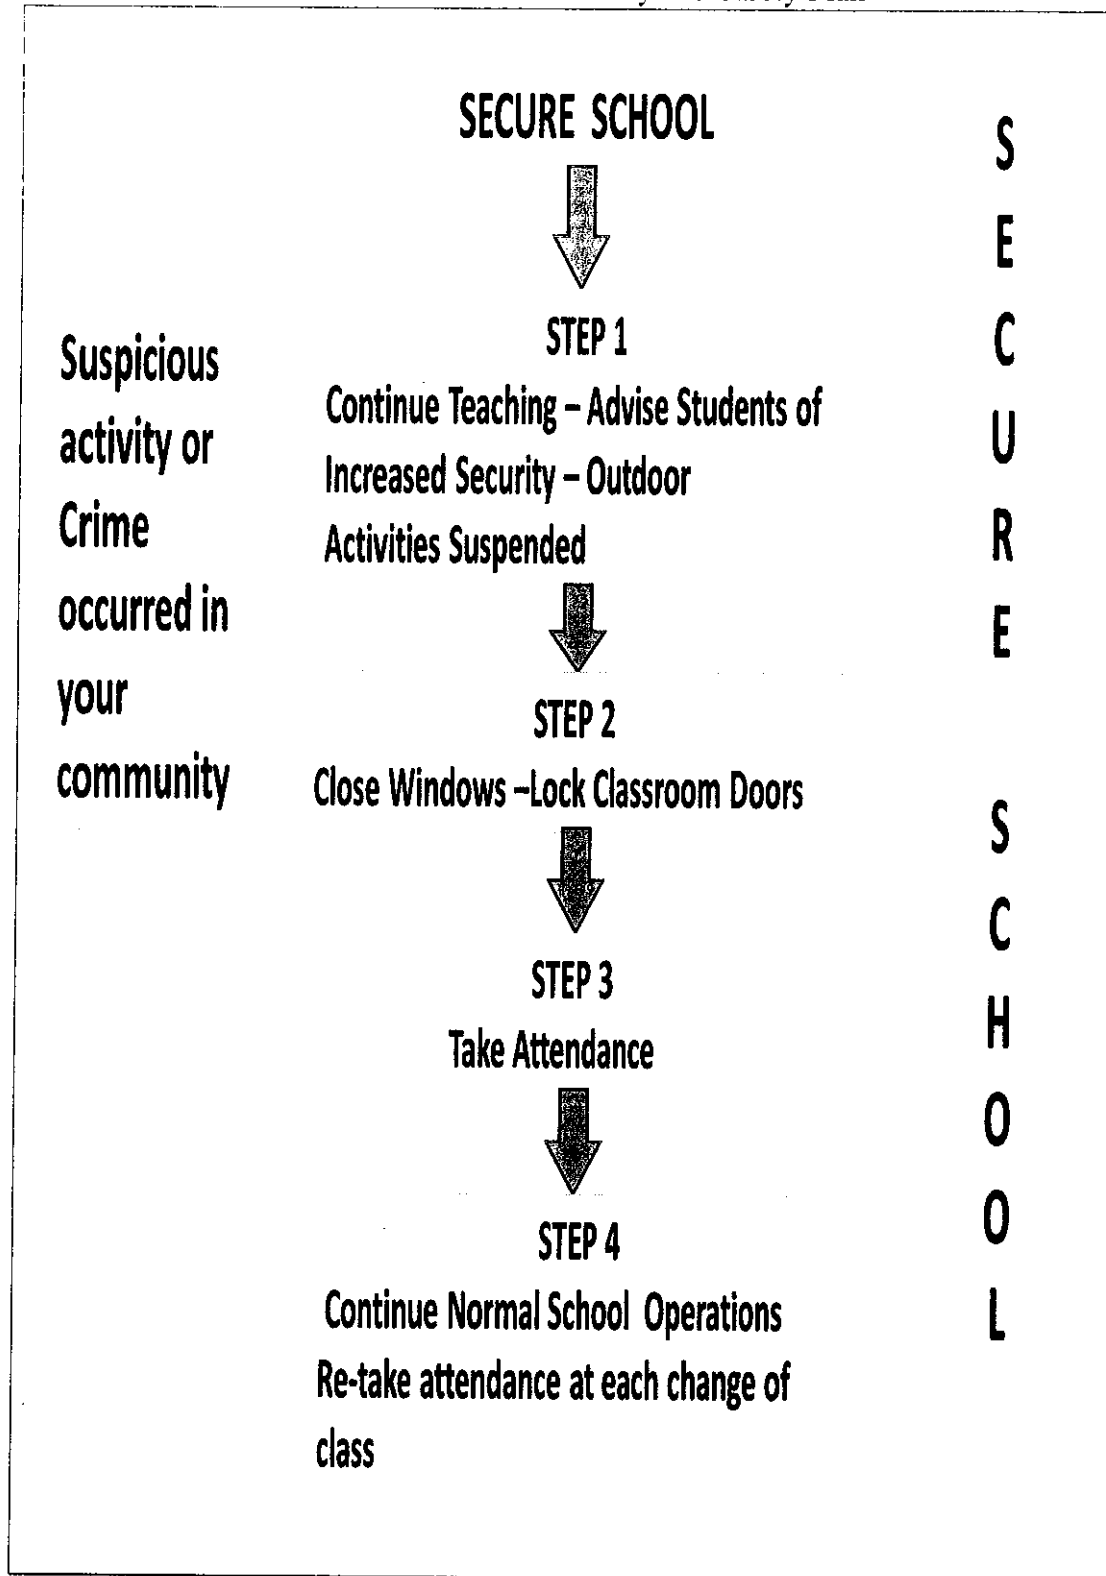 SECURE SCHOOL
Suspicious
activity or
Crime
occurred in
your
community
STEP 1
Continue Teaching – Advise Students of
Increased Security – Outdoor
Activities Suspended
STEP 2
Close Windows –Lock Classroom Doors
STEP 3
Take Attendance
STEP 4
Continue Normal School Operations
Re-take attendance at each change of
class
S
E
C
U
R
E
S
C
H
O
O
L